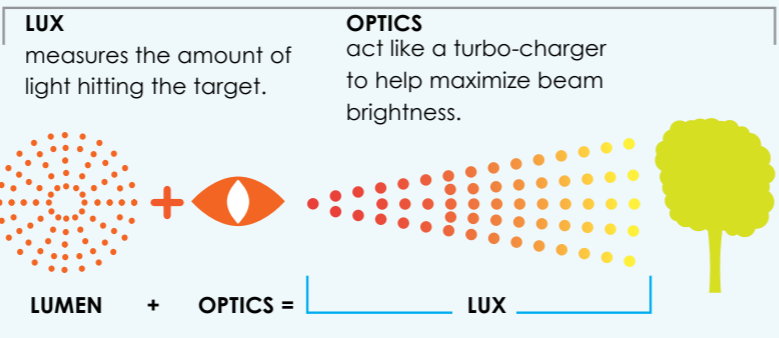 LUX
measures the amount of
light hitting the target.
OPTICS
act like a turbo-charger
to help maximize beam
brightness.
LUMEN + OPTICS = LUX